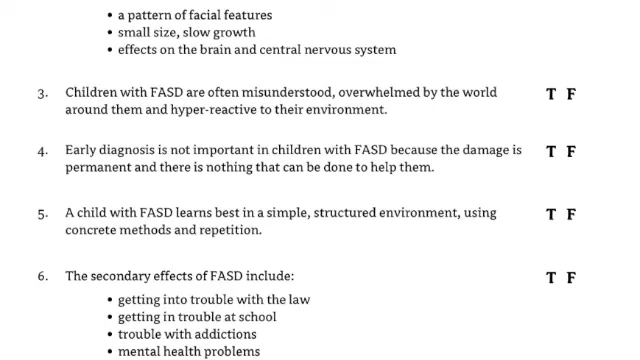 • a pattern of facial features
• small size, slow growth
• effects on the brain and central nervous system
3. Children with FASD are often misunderstood, overwhelmed by the world T F
around them and hyper-reactive to their environment.
4. Early diagnosis is not important in children with FASD because the damage is T F
permanent and there is nothing that can be done to help them.
5. A child with FASD learns best in a simple, structured environment, using T F
concrete methods and repetition.
6. The secondary effects of FASD include: T F
• getting into trouble with the law
• getting in trouble at school
• trouble with addictions
• mental health problems